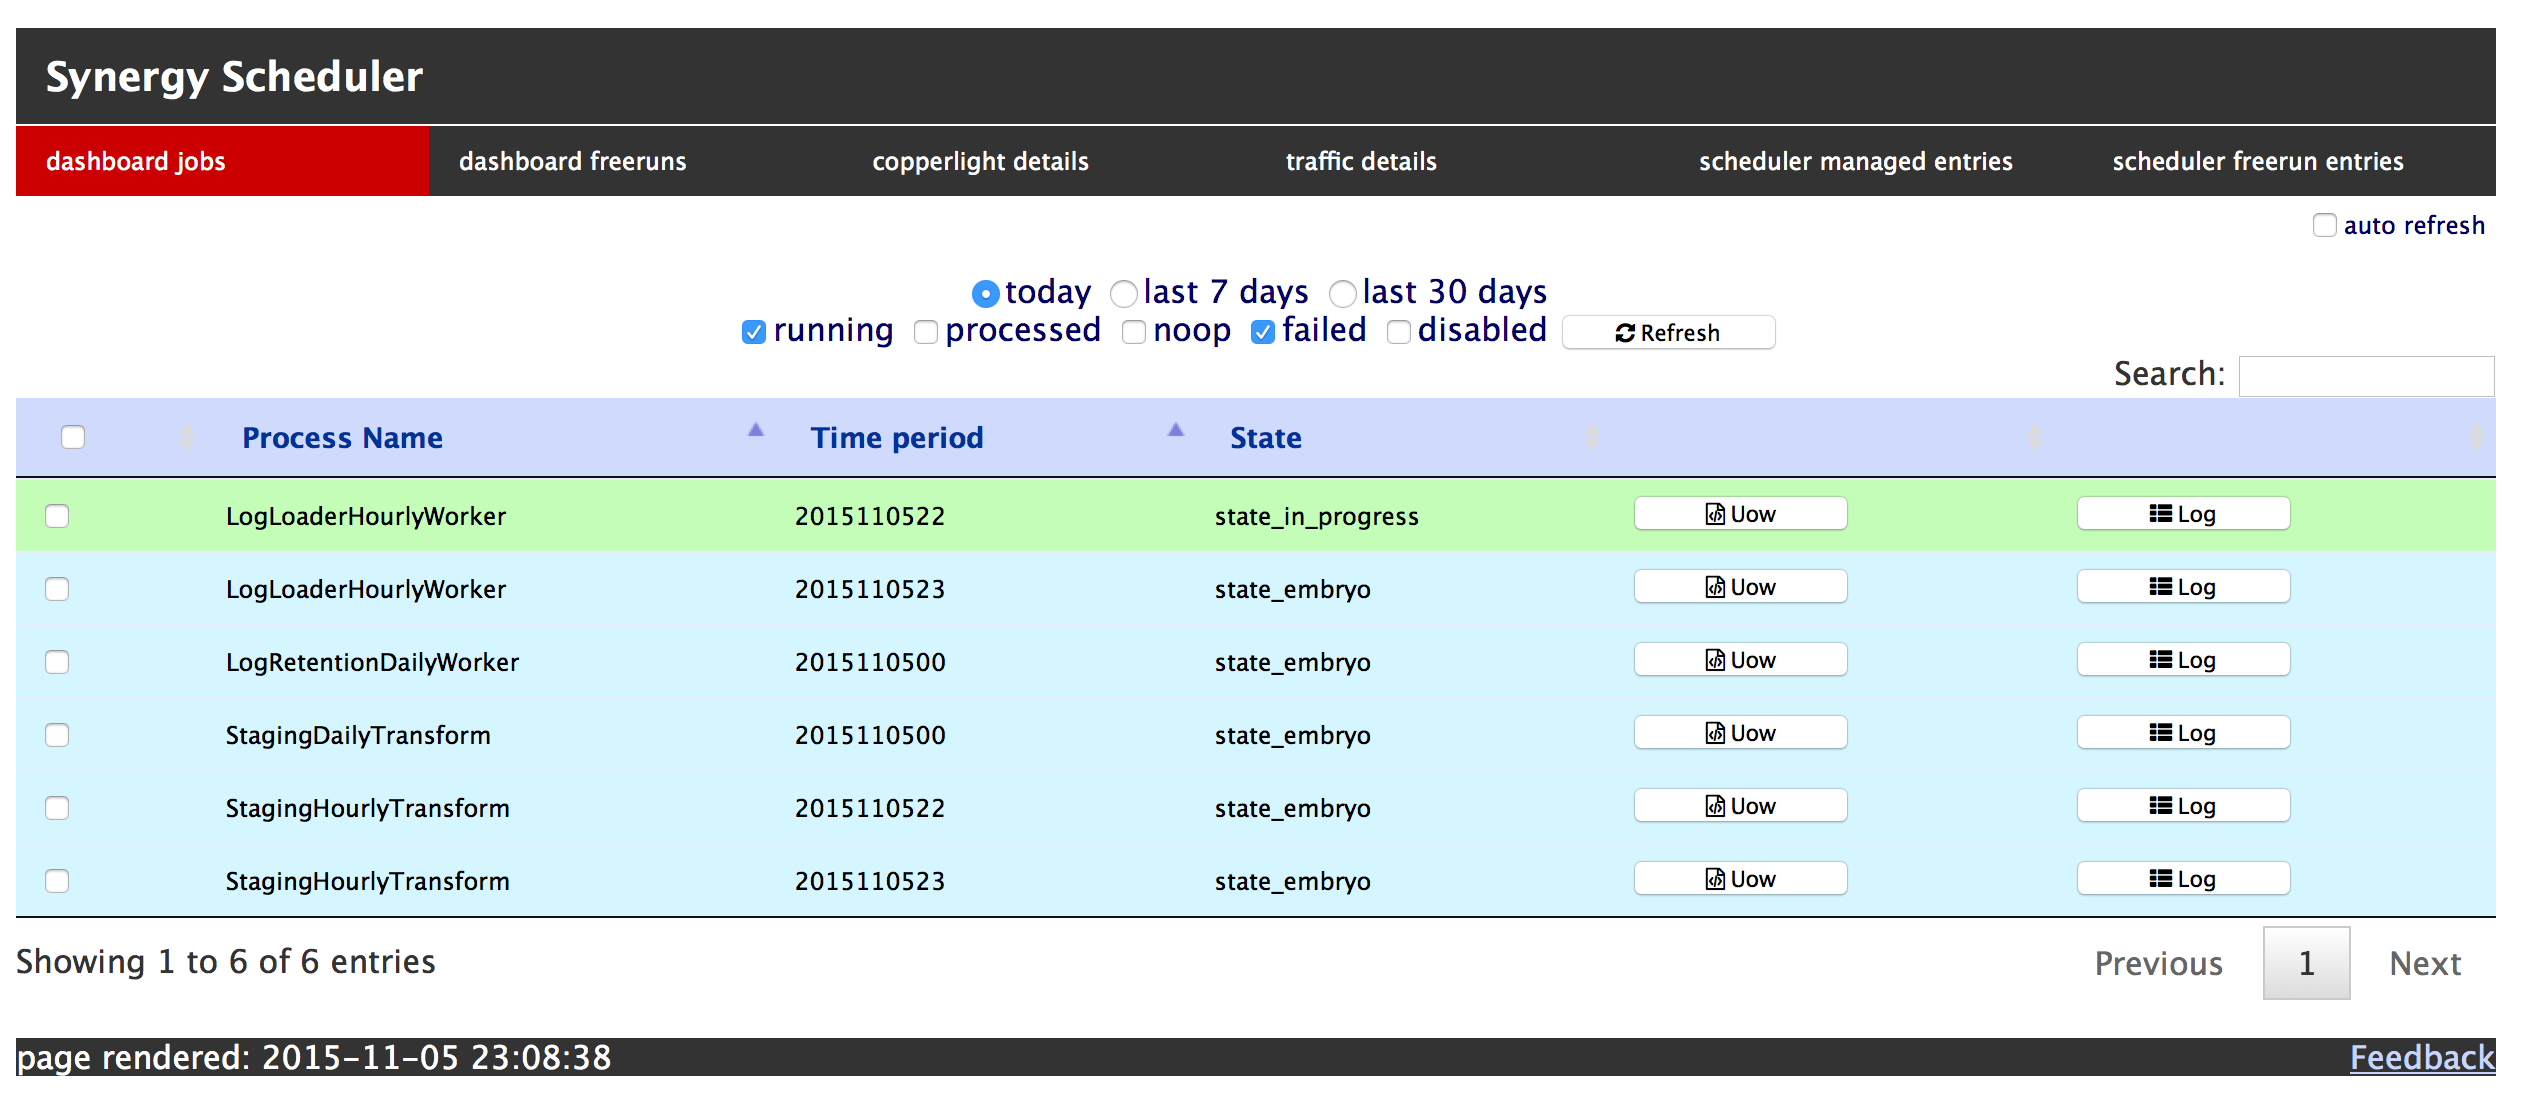 Synergy Scheduler
dashboard jobs dashboard freeruns copperlight details traffic details scheduler managed entries scheduler freerun entries
auto refresh
today last 7 days last 30 days
running processed noop failed disabled Refresh
Search:
Process Name Time period State
LogLoaderHourlyWorker 2015110522 state_in_progress Uow Log
LogLoaderHourlyWorker 2015110523 state_embryo Uow Log
LogRetentionDailyWorker 2015110500 state_embryo Uow Log
StagingDailyTransform 2015110500 state_embryo Uow Log
StagingHourlyTransform 2015110522 state_embryo Uow Log
StagingHourlyTransform 2015110523 state_embryo Uow Log
Showing 1 to 6 of 6 entries Previous 1 Next
page rendered: 2015-11-05 23:08:38 Feedback